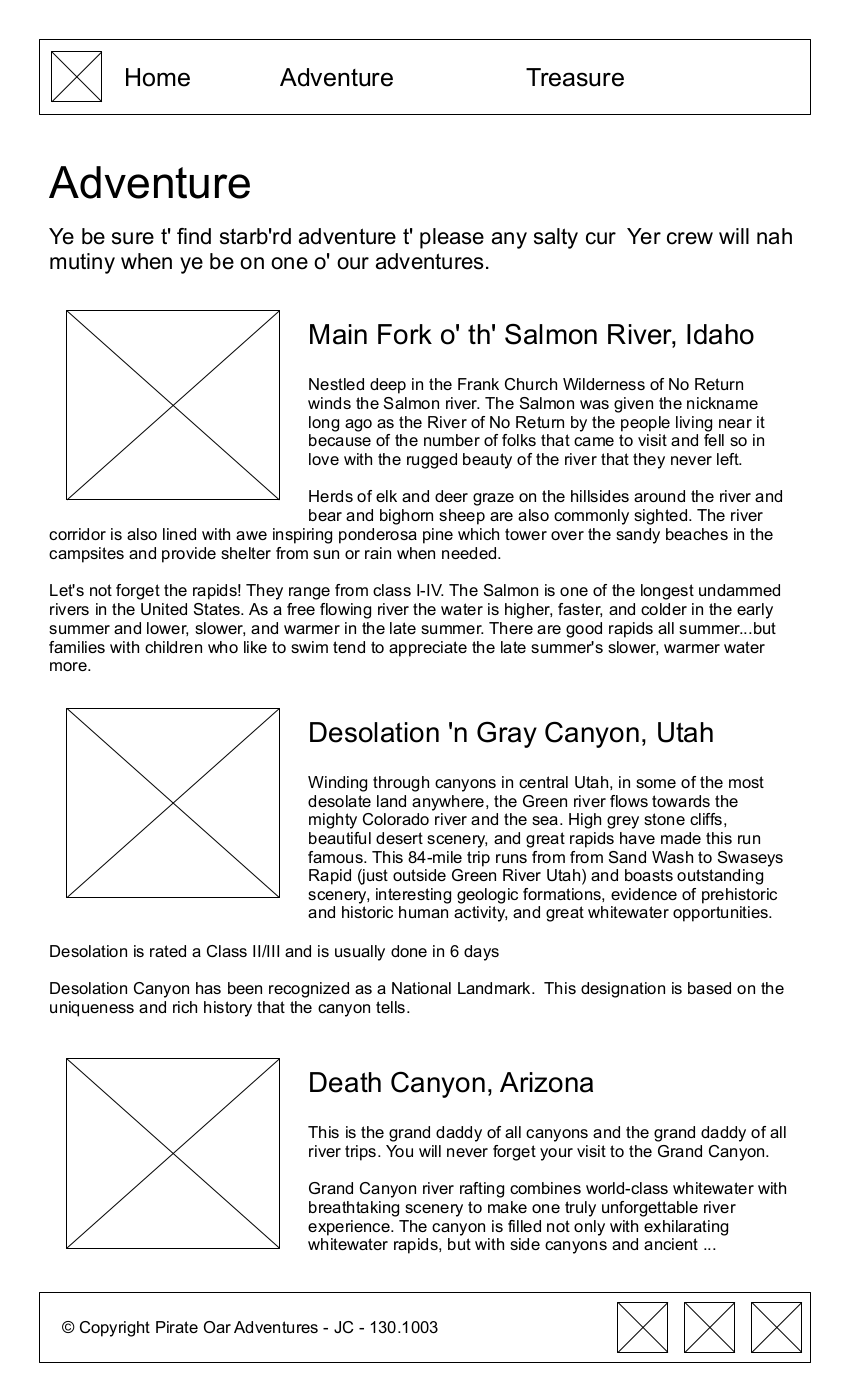 Home Adventure Treasure
Adventure
Ye be sure t' find starb'rd adventure t' please any salty cur  Yer crew will nah
mutiny when ye be on one o' our adventures.
Main Fork o' th' Salmon River, Idaho
Nestled deep in the Frank Church Wilderness of No Return
winds the Salmon river. The Salmon was given the nickname
long ago as the River of No Return by the people living near it
because of the number of folks that came to visit and fell so in
love with the rugged beauty of the river that they never left.
Herds of elk and deer graze on the hillsides around the river and
bear and bighorn sheep are also commonly sighted. The river
corridor is also lined with awe inspiring ponderosa pine which tower over the sandy beaches in the
campsites and provide shelter from sun or rain when needed.
Let's not forget the rapids! They range from class I-IV. The Salmon is one of the longest undammed
rivers in the United States. As a free flowing river the water is higher, faster, and colder in the early
summer and lower, slower, and warmer in the late summer. There are good rapids all summer...but
families with children who like to swim tend to appreciate the late summer's slower, warmer water
more.
Desolation 'n Gray Canyon, Utah
Winding through canyons in central Utah, in some of the most
desolate land anywhere, the Green river flows towards the
mighty Colorado river and the sea. High grey stone cliffs,
beautiful desert scenery, and great rapids have made this run
famous. This 84-mile trip runs from from Sand Wash to Swaseys
Rapid (just outside Green River Utah) and boasts outstanding
scenery, interesting geologic formations, evidence of prehistoric
and historic human activity, and great whitewater opportunities.
Desolation is rated a Class II/III and is usually done in 6 days
Desolation Canyon has been recognized as a National Landmark.  This designation is based on the
uniqueness and rich history that the canyon tells.
Death Canyon, Arizona
This is the grand daddy of all canyons and the grand daddy of all
river trips. You will never forget your visit to the Grand Canyon.
Grand Canyon river rafting combines world-class whitewater with
breathtaking scenery to make one truly unforgettable river
experience. The canyon is filled not only with exhilarating
whitewater rapids, but with side canyons and ancient ...
© Copyright Pirate Oar Adventures - JC - 130.1003